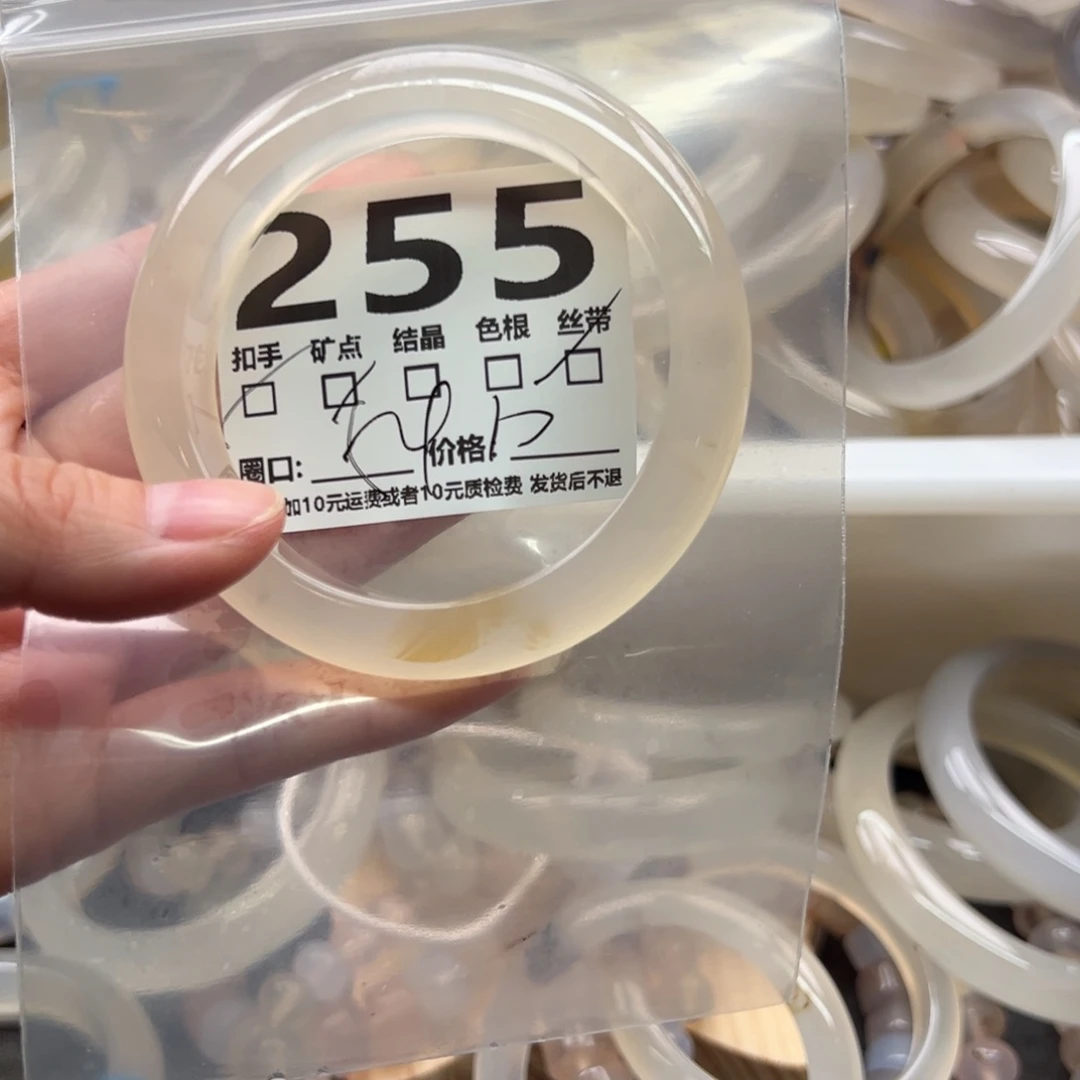 255
扣手 矿点 结晶 色根 丝带
圈口: 价格:
加10元运费或者10元质检费 发货后不退